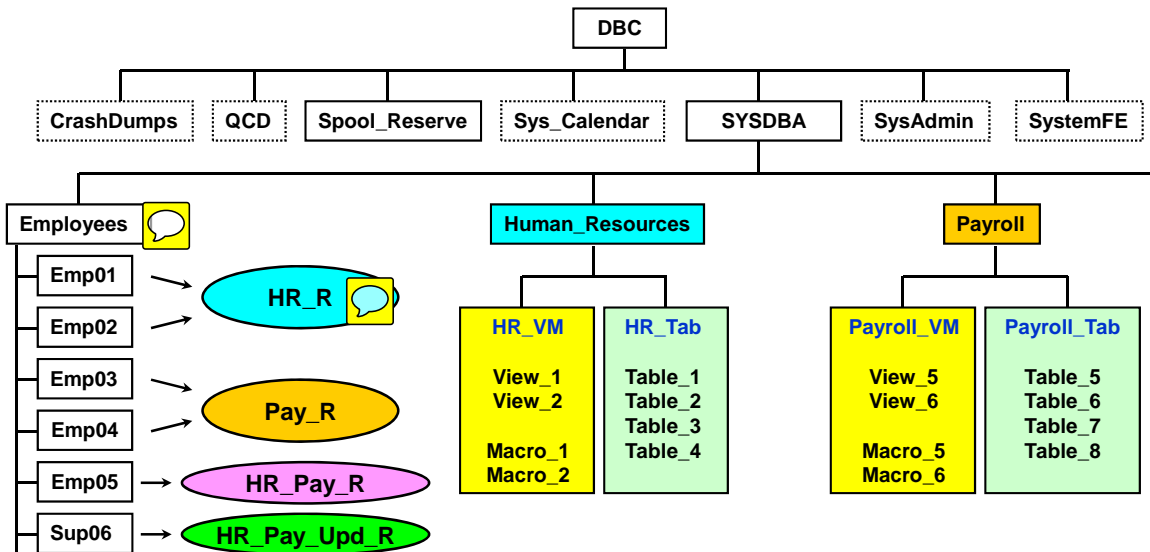 DBC
CrashDumps
QCD
Spool_Reserve
Sys_Calendar
SYSDBA
SysAdmin
SystemFE
Employees
Human_Resources
Payroll
Emp01
Emp02
Emp03
Emp04
Emp05
Sup06
HR_R
Pay_R
HR_Pay_R
HR_Pay_Upd_R
HR_VM
View_1
View_2
Macro_1
Macro_2
HR_Tab
Table_1
Table_2
Table_3
Table_4
Payroll_VM
View_5
View_6
Macro_5
Macro_6
Payroll_Tab
Table_5
Table_6
Table_7
Table_8